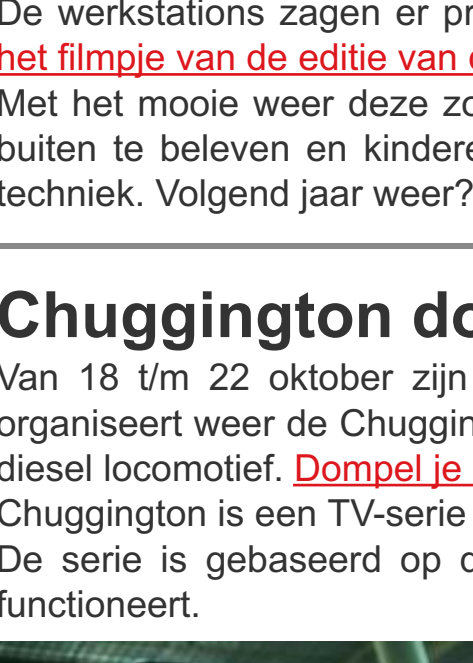 De werkstations zagen er pr
het filmpje van de editie van
Met het mooie weer deze zo
buiten te beleven en kindere
techniek. Volgend jaar weer?
Chuggington do
Van 18 t/m 22 oktober zijn
organiseert weer de Chuggin
diesel locomotief. Dompel je
Chuggington is een TV-serie
De serie is gebaseerd op
functioneert.